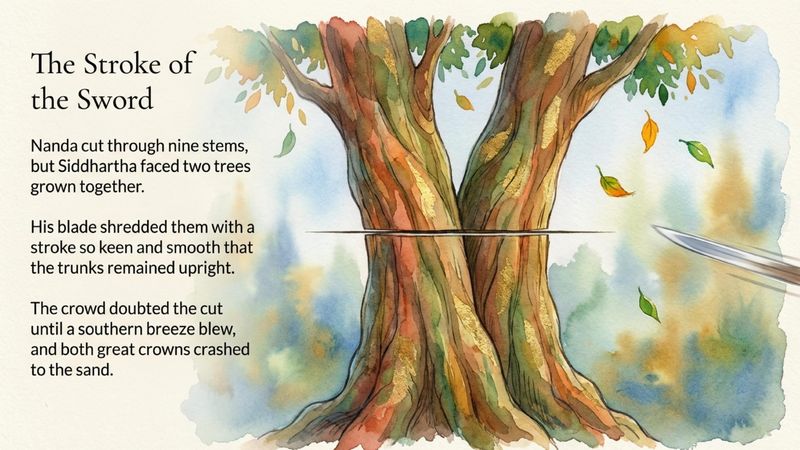 The Stroke of
the Sword
Nanda cut through nine stems,
but Siddhartha faced two trees
grown together.
His blade shredded them with a
stroke so keen and smooth that
the trunks remained upright.
The crowd doubted the cut
until a southern breeze blew,
and both great crowns crashed
to the sand.